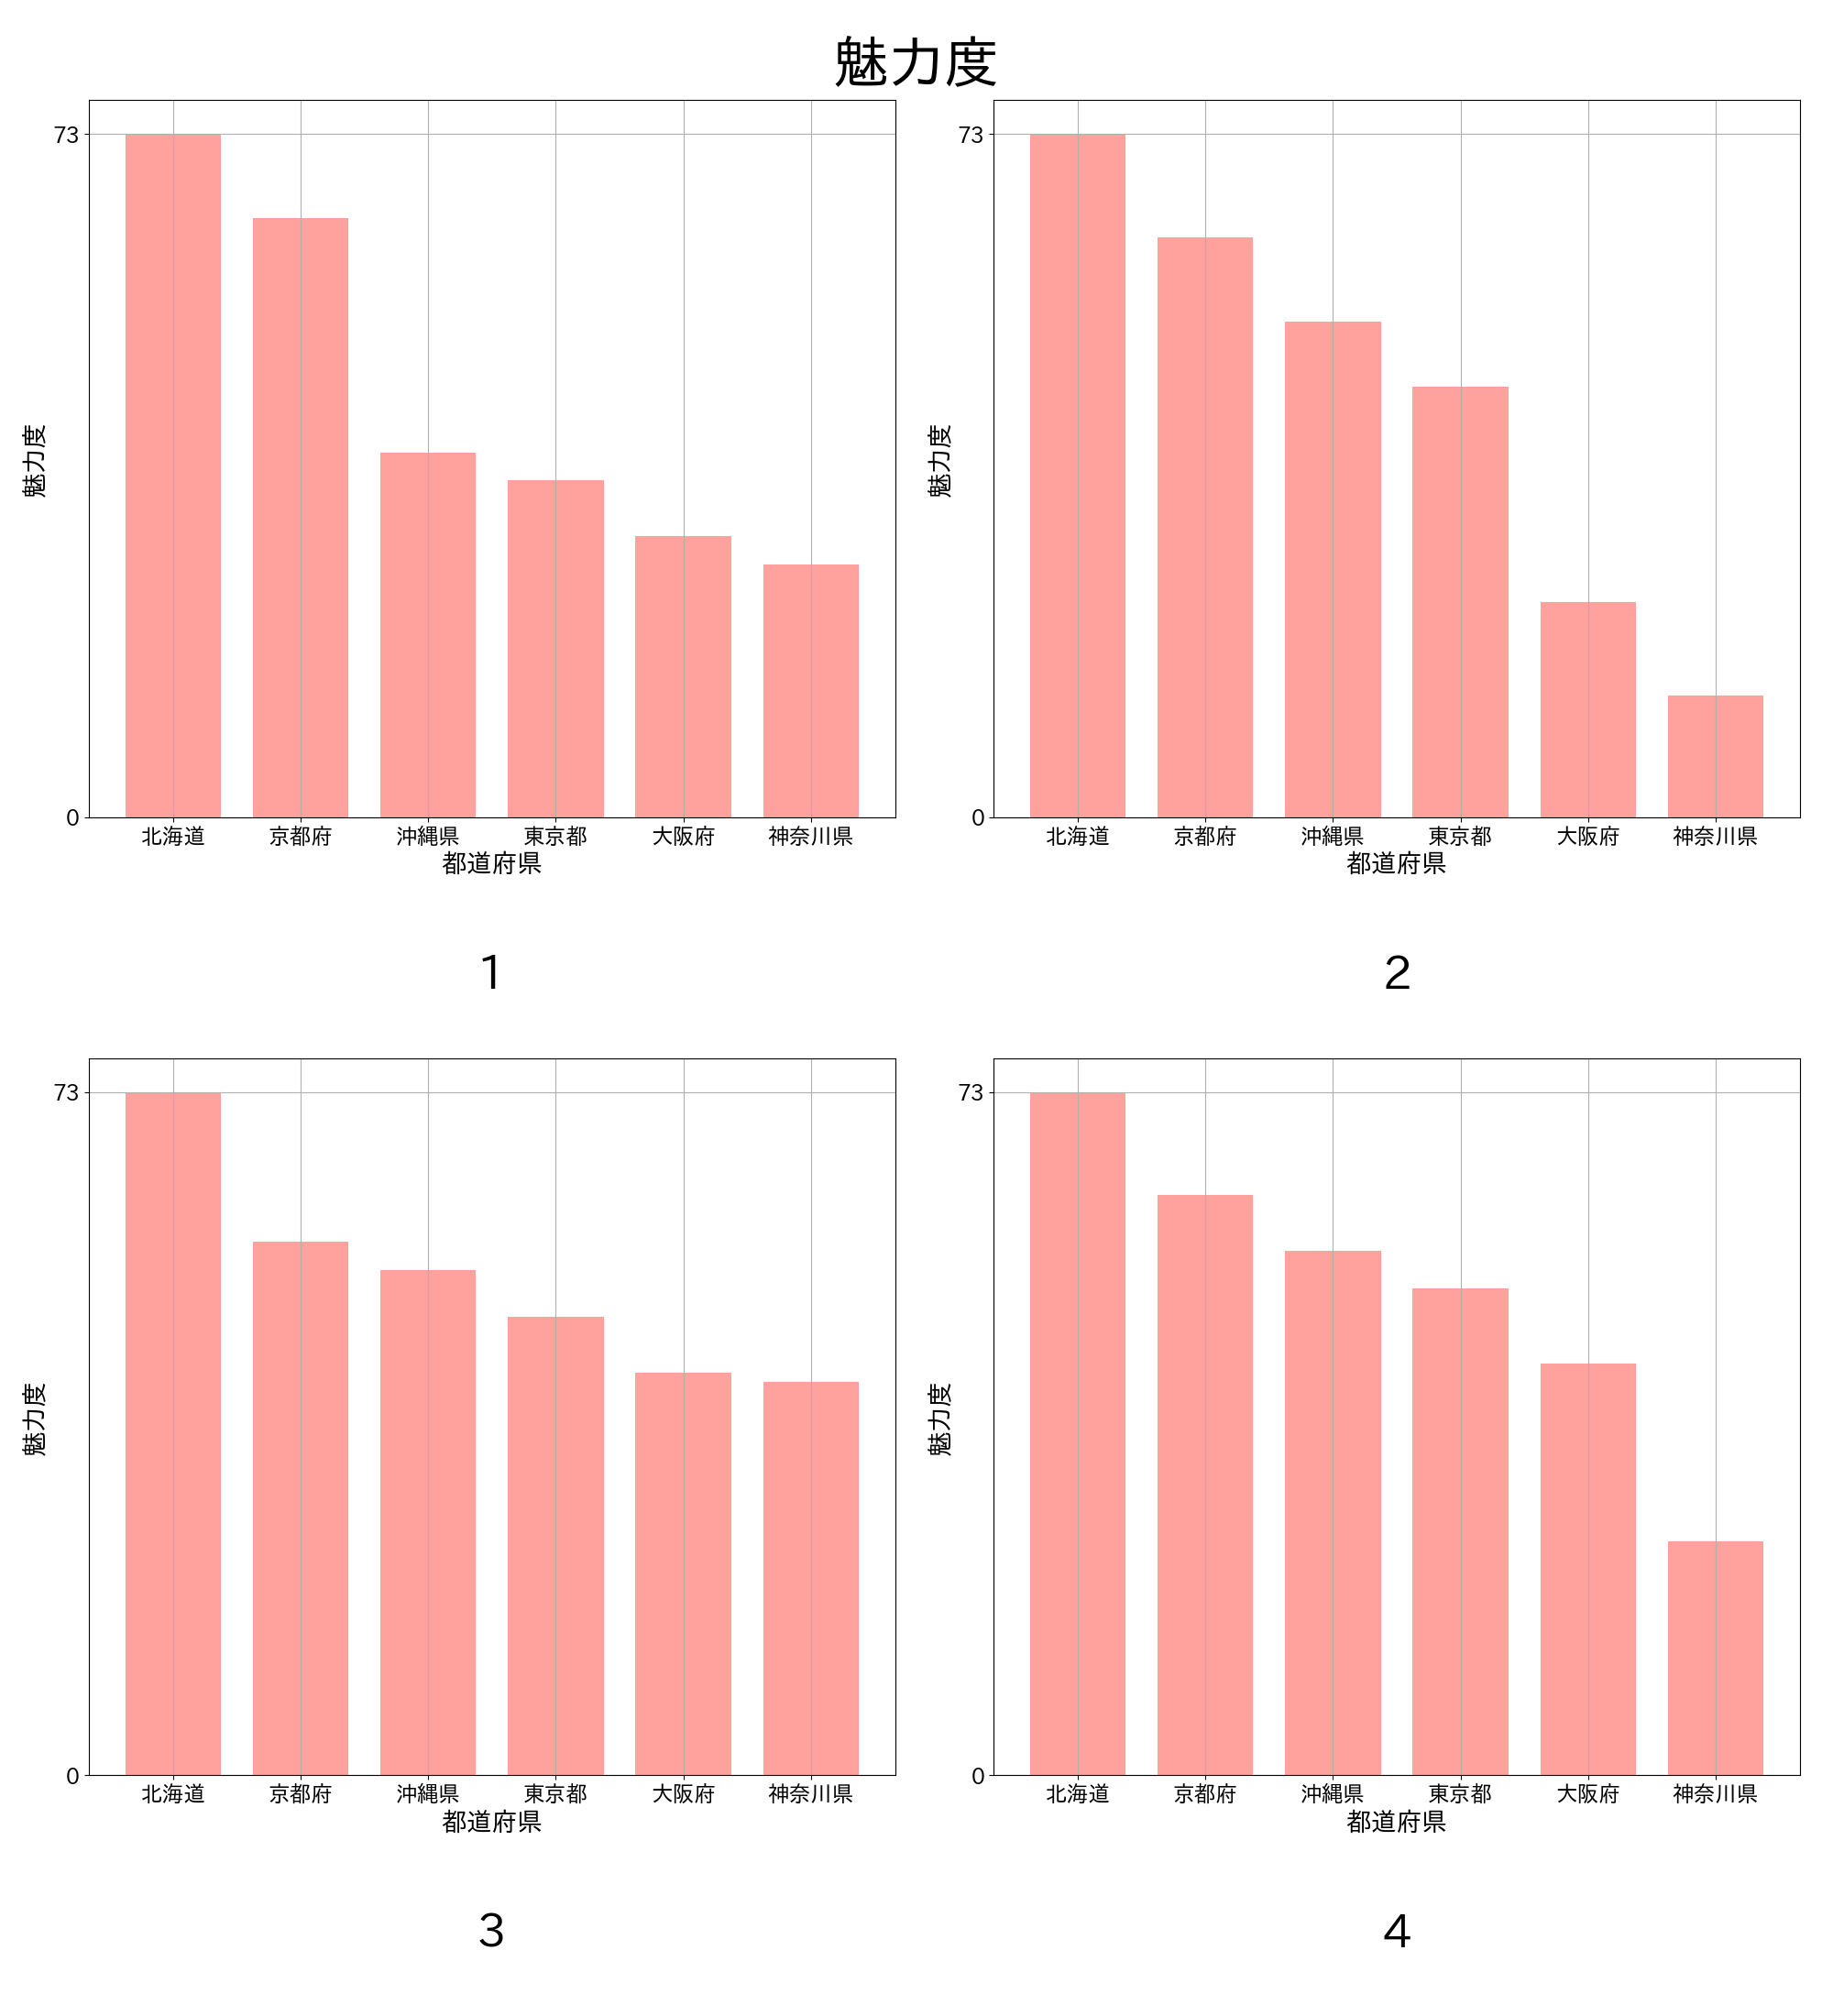 魅力度
73
0
魅力度
北海道 京都府 沖縄県 東京都 大阪府 神奈川県
都道府県
1
73
0
魅力度
北海道 京都府 沖縄県 東京都 大阪府 神奈川県
都道府県
2
73
0
魅力度
北海道 京都府 沖縄県 東京都 大阪府 神奈川県
都道府県
3
73
0
魅力度
北海道 京都府 沖縄県 東京都 大阪府 神奈川県
都道府県
4